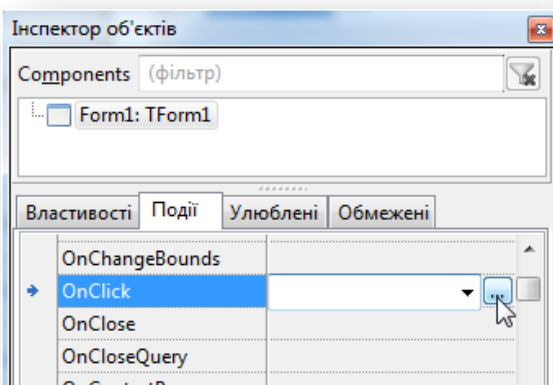 Інспектор об'єктів
Components (фільтр)
Form1: TForm1
Властивості Події Улюблені Обмежені
OnChangeBounds
OnClick ...
OnClose
OnCloseQuery